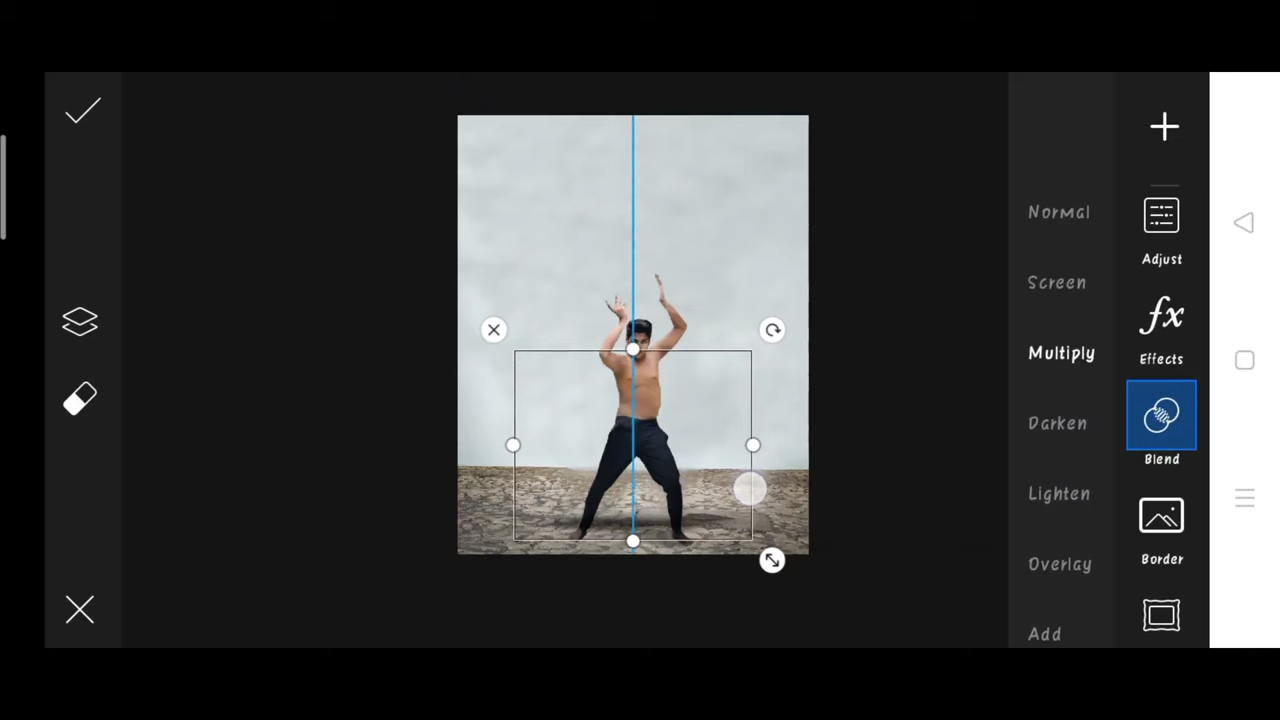 Normal
Screen
Multiply
Darken
Lighten
Overlay
Add
Adjust
fx
Effects
Blend
Border